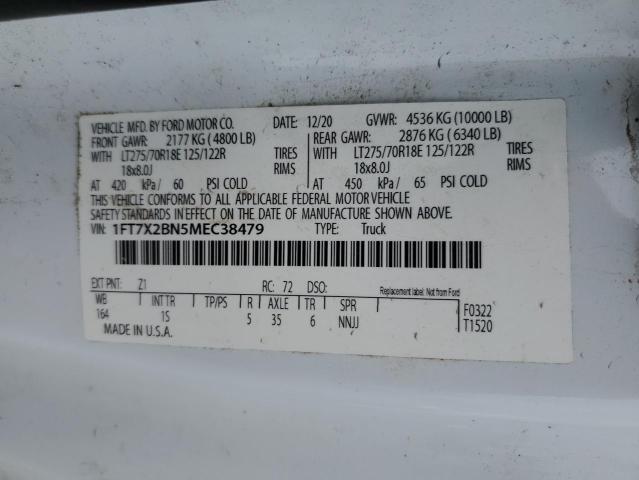 VEHICLE MFD. BY FORD MOTOR CO. DATE: 12/20 GVWR: 4536 KG (10000 LB)
FRONT GAWR: 2177 KG (4800 LB) REAR GAWR: 2876 KG (6340 LB)
WITH LT275/70R18E 125/122R TIRES WITH LT275/70R18E 125/122R TIRES
18x8.0J RIMS 18x8.0J RIMS
AT 420 kPa/ 60 PSI COLD AT 450 kPa/ 65 PSI COLD
THIS VEHICLE CONFORMS TO ALL APPLICABLE FEDERAL MOTOR VEHICLE
SAFETY STANDARDS IN EFFECT ON THE DATE OF MANUFACTURE SHOWN ABOVE.
VIN: 1FT7X2BN5MEC38479 TYPE: Truck
EXT PNT: Z1 RC: 72 DSO: Replacement label: Not from Ford
WB INT TR TP/PS R AXLE TR SPR F0322
164 1S 5 35 6 NNJJ T1520
MADE IN U.S.A.